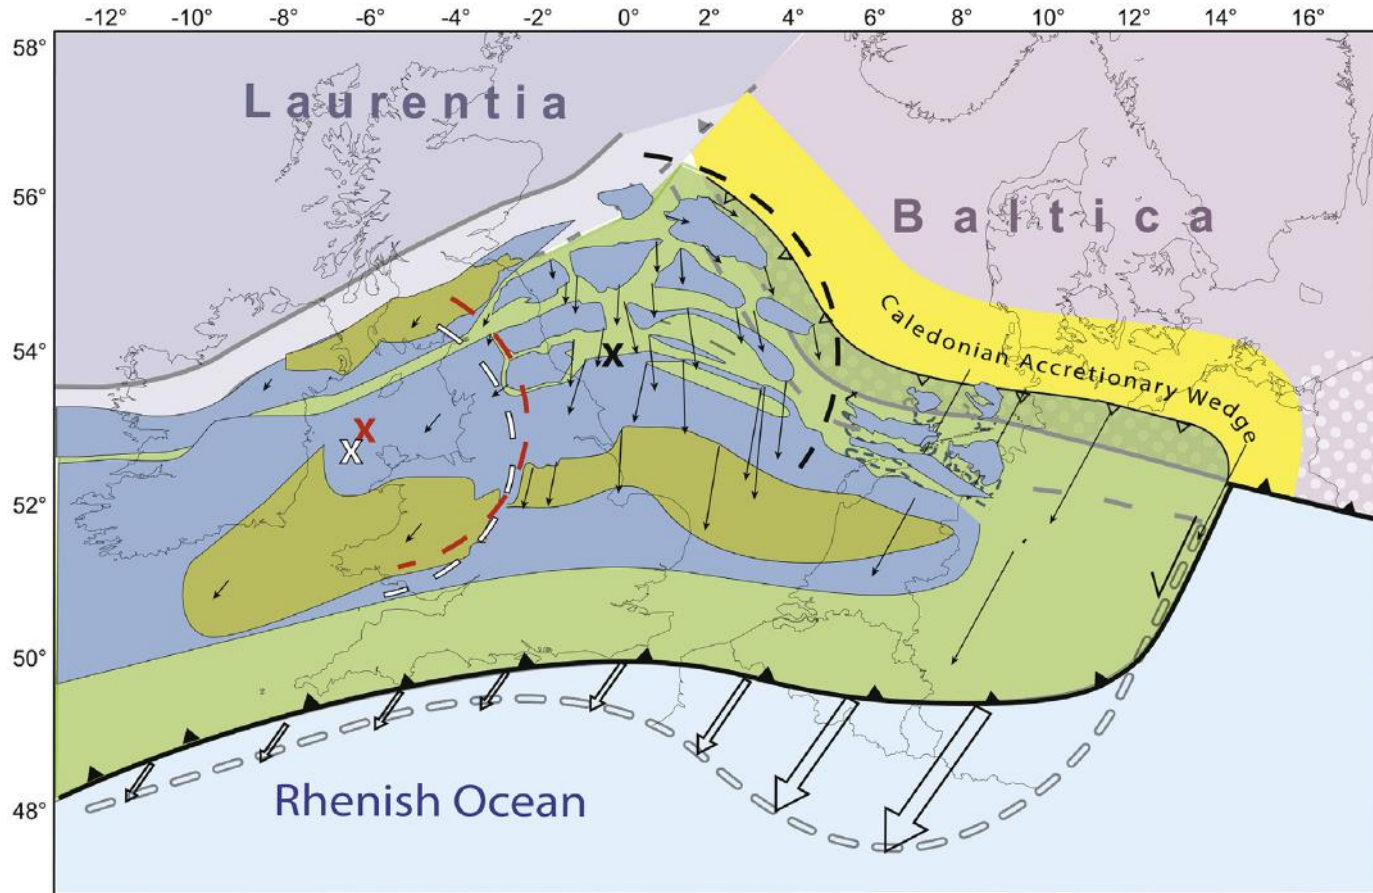 -12° -10° -8° -6° -4° -2° 0° 2° 4° 6° 8° 10° 12° 14° 16°
58°
Laurentia
56°
Baltica
Caledonian Accretionary Wedge
54°
X
X
X
52°
50°
Rhenish Ocean
48°